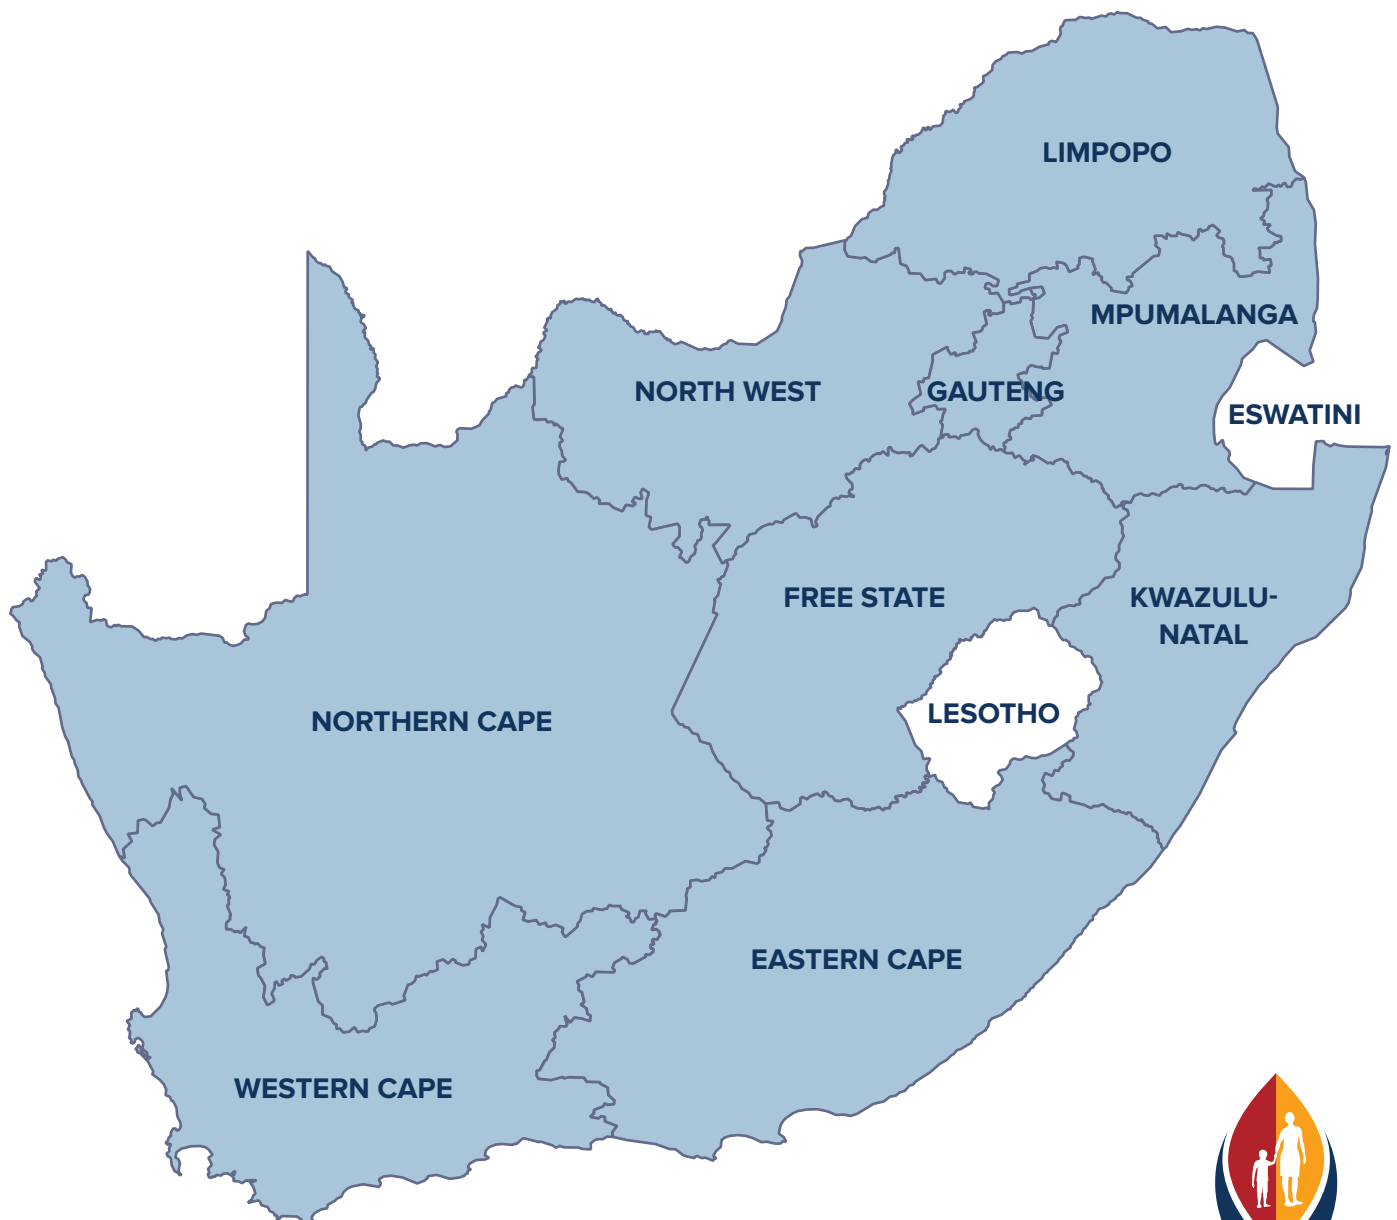 LIMPOPO
MPUMALANGA
NORTH WEST
GAUTENG
ESWATINI
FREE STATE
KWAZULU-
NATAL
LESOTHO
NORTHERN CAPE
EASTERN CAPE
WESTERN CAPE